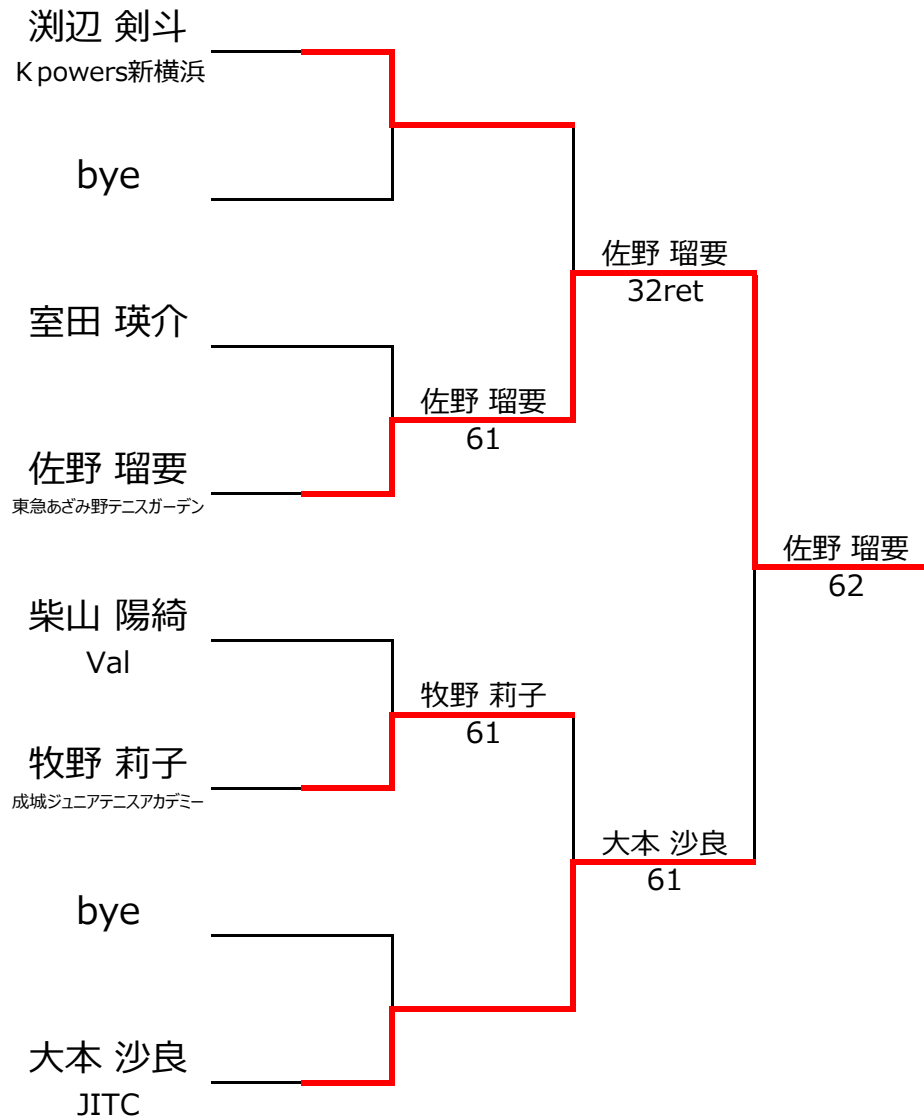 渕辺 剣斗
K powers新横浜
bye
室田 瑛介
佐野 瑠要
東急あざみ野テニスガーデン
柴山 陽綺
Val
牧野 莉子
成城ジュニアテニスアカデミー
bye
大本 沙良
JITC
佐野 瑠要
61
牧野 莉子
61
佐野 瑠要
32ret
大本 沙良
61
佐野 瑠要
62